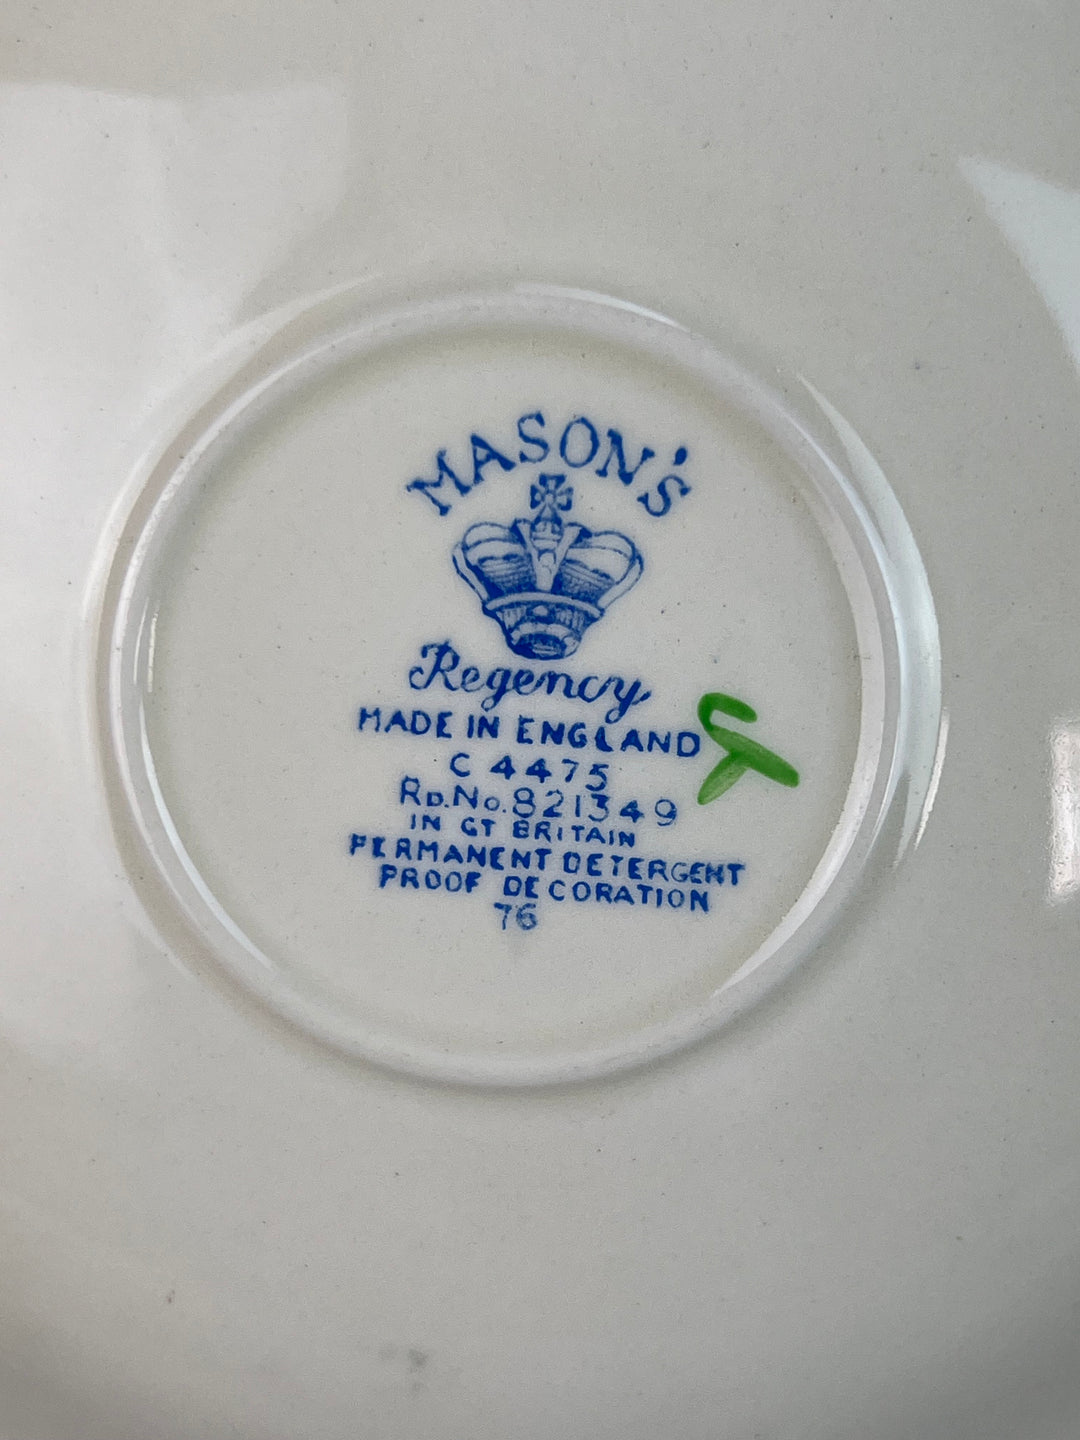 MASON'S
Regency
MADE IN ENGLAND
C 4475
RD.No.821349
IN GT BRITAIN
PERMANENT DETERGENT
PROOF DECORATION
76